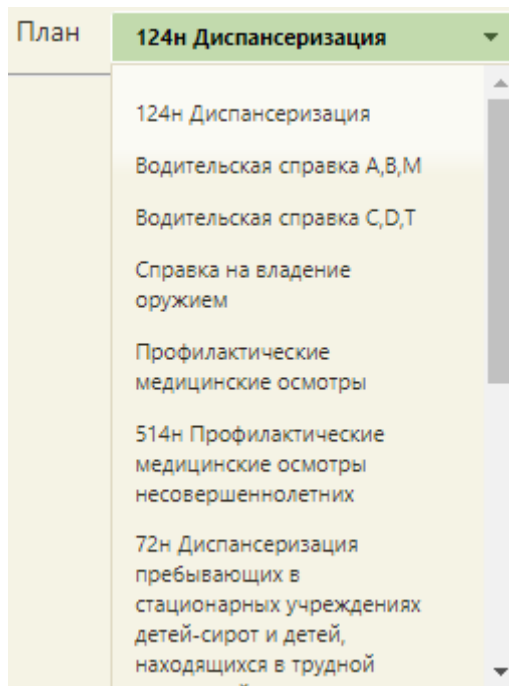 План
124н Диспансеризация
124н Диспансеризация
Водительская справка A,B,M
Водительская справка C,D,T
Справка на владение
оружием
Профилактические
медицинские осмотры
514н Профилактические
медицинские осмотры
несовершеннолетних
72н Диспансеризация
пребывающих в
стационарных учреждениях
детей-сирот и детей,
находящихся в трудной